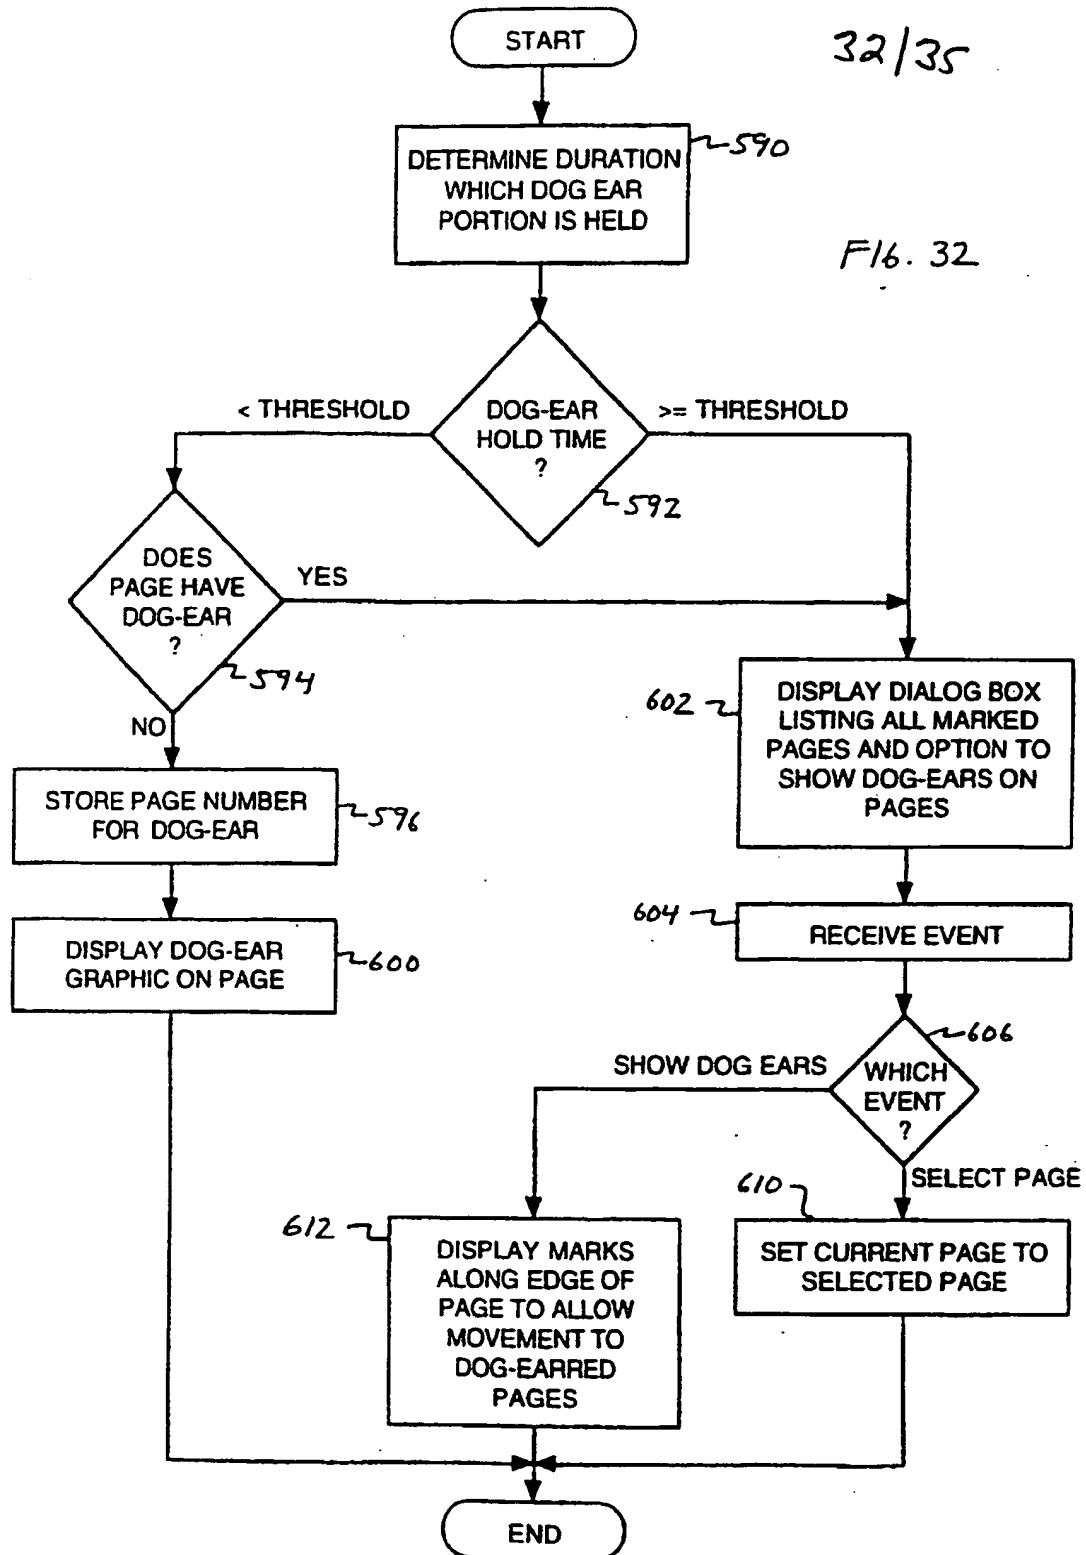 START
32/35
DETERMINE DURATION
WHICH DOG EAR
PORTION IS HELD
590
FIG. 32
< THRESHOLD
DOG-EAR
HOLD TIME
?
>= THRESHOLD
592
DOES
PAGE HAVE
DOG-EAR
?
YES
594
NO
602
DISPLAY DIALOG BOX
LISTING ALL MARKED
PAGES AND OPTION TO
SHOW DOG-EARS ON
PAGES
STORE PAGE NUMBER
FOR DOG-EAR
596
604
RECEIVE EVENT
DISPLAY DOG-EAR
GRAPHIC ON PAGE
600
606
SHOW DOG EARS
WHICH
EVENT
?
SELECT PAGE
610
612
DISPLAY MARKS
ALONG EDGE OF
PAGE TO ALLOW
MOVEMENT TO
DOG-EARRED
PAGES
SET CURRENT PAGE TO
SELECTED PAGE
END